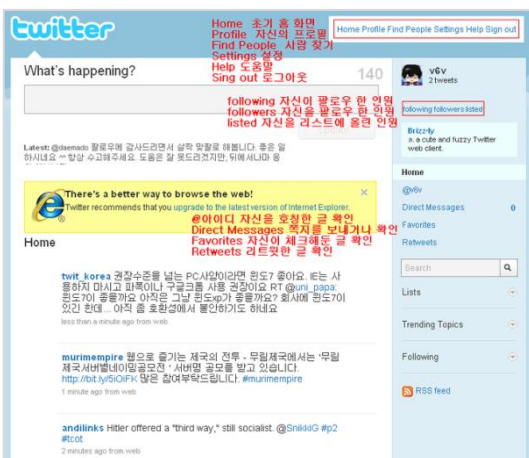 twitter
Home 초기 홈 화면
Profile 자신의 프로필
Find People 사람 찾기
Settings 설정
Help 도움말
Sing out 로그아웃
Home Profile Find People Settings Help Sign out
What's happening?
140
v6v
2 tweets
following 자신이 팔로우 한 인원
followers 자신을 팔로우 한 인원
listed 자신을 리스트에 올린 인원
following followers listed
Latest: @daemado 팔로우에 감사드리면서 살짝 맞팔로 해봅니다. 좋은 일
하시네요 ^^ 항상 수고해주세요. 도움은 잘 못드리겠지만, 뒤에서나마 응
Brizzly
a cute and fuzzy Twitter
web client.
There's a better way to browse the web!
Twitter recommends that you upgrade to the latest version of Internet Explorer.
@아이디 자신을 호칭한 글 확인
Direct Messages 쪽지를 보내거나 확인
Favorites 자신이 체크해둔 글 확인
Retweets 리트윗한 글 확인
Home
@v6v
Direct Messages 0
Favorites
Retweets
Search
Lists
Trending Topics
Following
RSS feed
Home
twit_korea 권장수준을 넘는 PC사양이라면 윈도7 좋아요. IE는 사
용하지 마시고 파폭이나 구글크롬 사용 권장이요 RT @uni_papa:
윈도7이 좋을까요 아직은 그냥 윈도xp가 좋을까요? 회사에 윈도7이
있긴 한데... 아직 좀 호환성에서 불안하기도 하네요
less than a minute ago from web
murimempire 웹으로 즐기는 제국의 전투 - 무림제국에서는 '무림
제국서버별네이밍공모전' 서버명 공모를 받고 있습니다.
http://bit.ly/5iOiFK 많은 참여부탁드립니다. #murimempire
1 minute ago from web
andilinks Hitler offered a "third way," still socialist. @SnikkiG #p2
#tcot
2 minutes ago from web